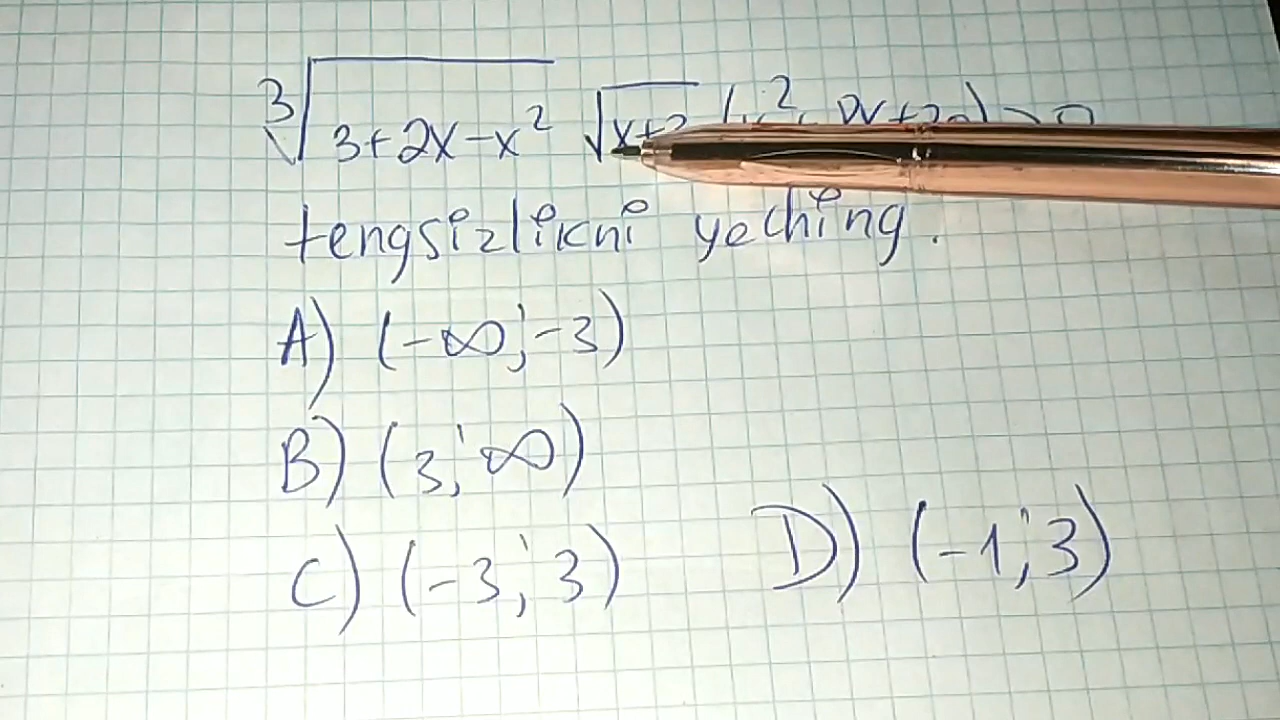 ∛(3+2x-x²) √x+
tengsizlikni yeching.
A) (-∞; -3)
B) (3; ∞)
C) (-3; 3) D) (-1; 3)